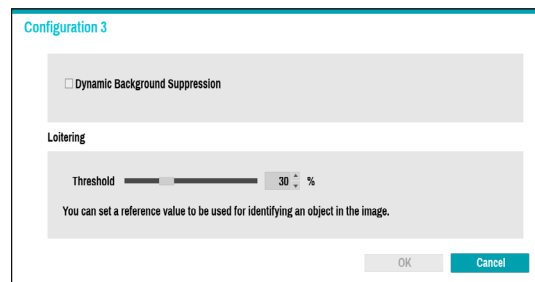 Configuration 3
Dynamic Background Suppression
Loitering
Threshold 30 %
You can set a reference value to be used for identifying an object in the image.
OK Cancel